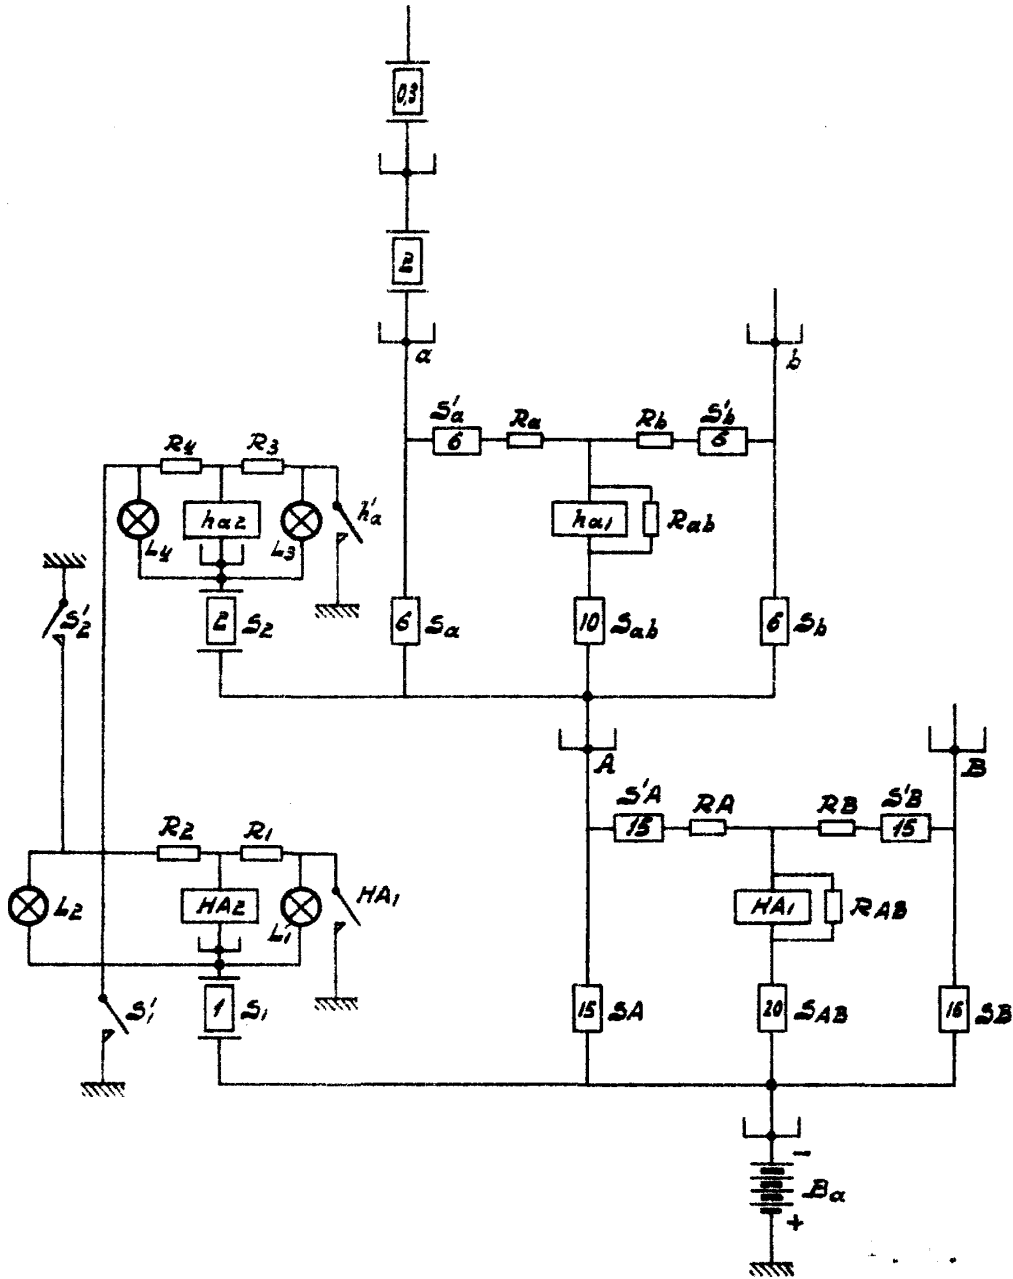 0,3
2
a
b
S'a
Ra
Rb
S'b
6
6
R4
R3
ha2
h'a
ha1
Rab
L4
L3
S'2
2
S2
6
Sa
10
Sab
6
Sb
A
B
S'A
RA
RB
S'B
15
15
R2
R1
L2
HA2
L1
HA1
HA1
RAB
S'1
1
S1
15
SA
20
SAB
16
SB
−
Ba
+